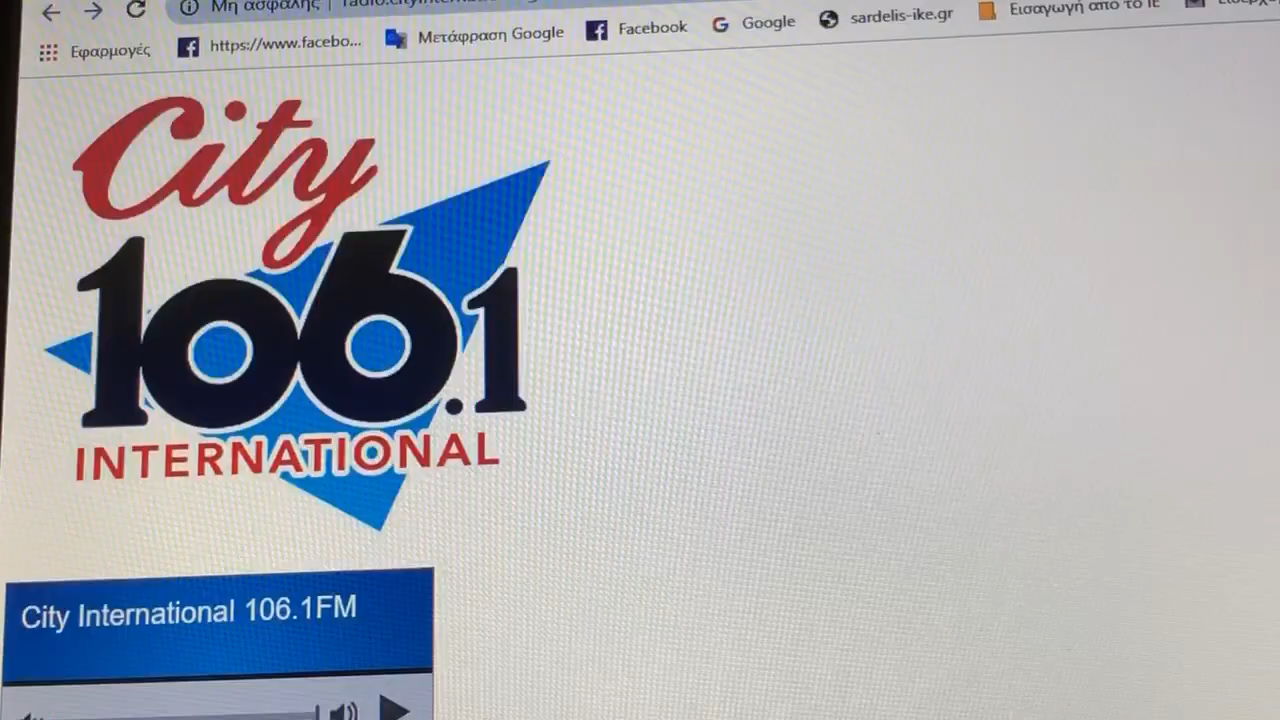 Μη ασφαλής
Εφαρμογές https://www.facebo... Μετάφραση Google Facebook Google sardelis-ike.gr Εισαγωγή από το IE
City
106.1
INTERNATIONAL
City International 106.1FM